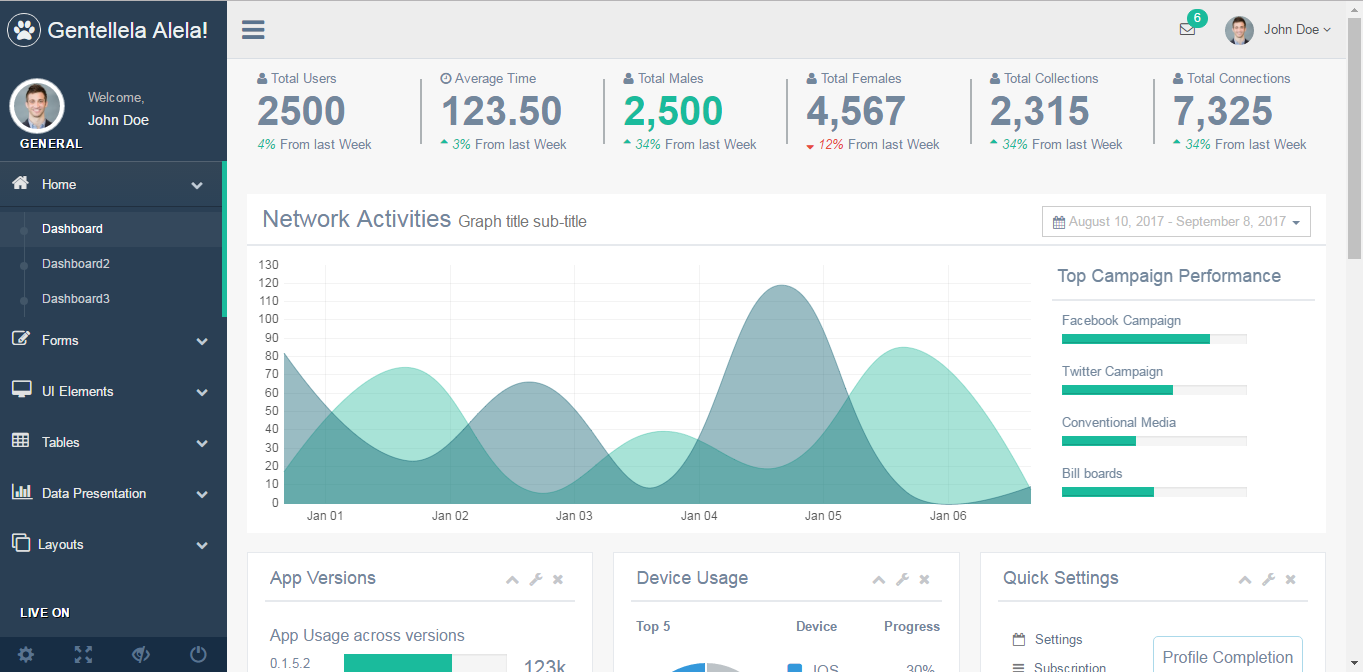 Gentellela Alela!
Welcome,
John Doe
GENERAL
Home
Dashboard
Dashboard2
Dashboard3
Forms
UI Elements
Tables
Data Presentation
Layouts
LIVE ON
6
John Doe
Total Users
2500
4% From last Week
Average Time
123.50
3% From last Week
Total Males
2,500
34% From last Week
Total Females
4,567
12% From last Week
Total Collections
2,315
34% From last Week
Total Connections
7,325
34% From last Week
Network Activities Graph title sub-title
August 10, 2017 - September 8, 2017
130
120
110
100
90
80
70
60
50
40
30
20
10
0
Jan 01 Jan 02 Jan 03 Jan 04 Jan 05 Jan 06
Top Campaign Performance
Facebook Campaign
Twitter Campaign
Conventional Media
Bill boards
App Versions
App Usage across versions
0.1.5.2 123k
Device Usage
Top 5 Device Progress
IOS 30%
Quick Settings
Settings
Subscription
Profile Completion